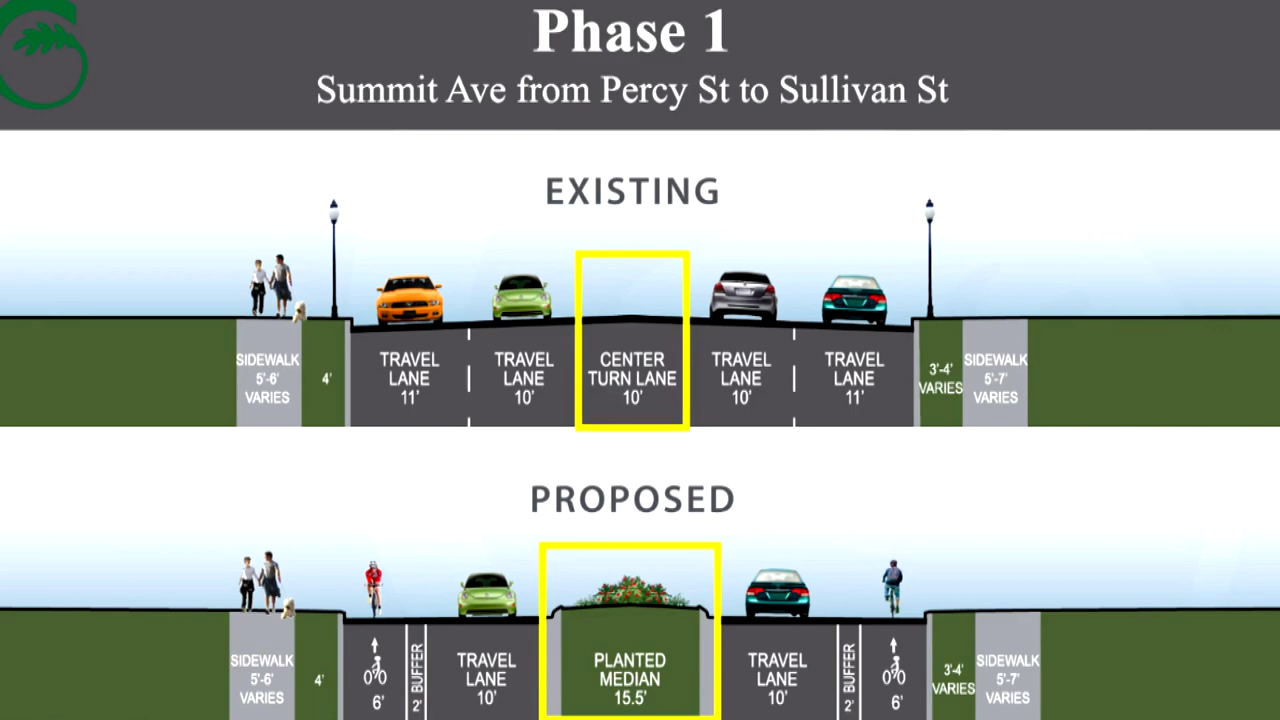 Phase 1
Summit Ave from Percy St to Sullivan St
EXISTING
SIDEWALK
5'-6'
VARIES
4'
TRAVEL
LANE
11'
TRAVEL
LANE
10'
CENTER
TURN LANE
10'
TRAVEL
LANE
10'
TRAVEL
LANE
11'
3'-4'
VARIES
SIDEWALK
5'-7'
VARIES
PROPOSED
SIDEWALK
5'-6'
VARIES
4'
6'
2' BUFFER
TRAVEL
LANE
10'
PLANTED
MEDIAN
15.5'
TRAVEL
LANE
10'
2' BUFFER
6'
3'-4'
VARIES
SIDEWALK
5'-7'
VARIES